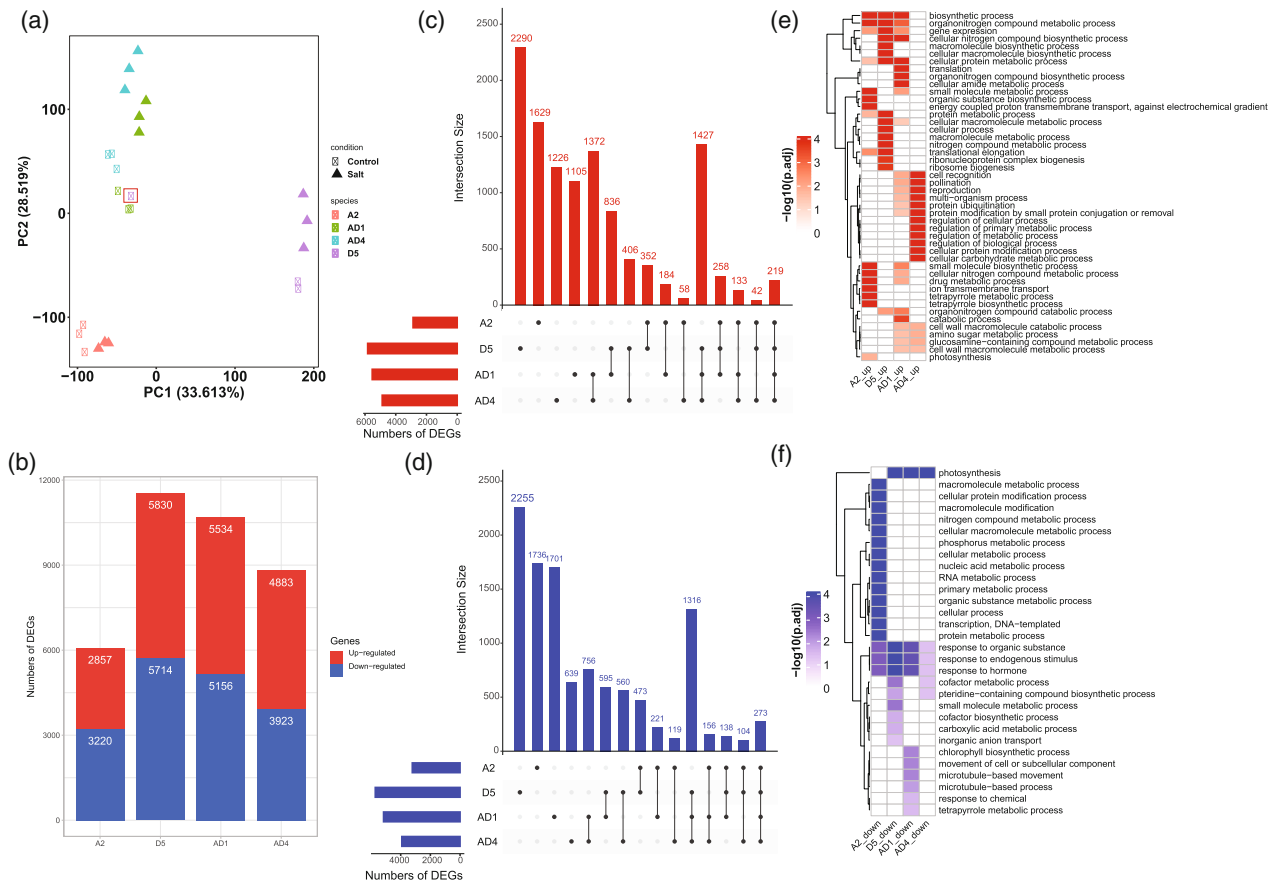 (a)
100
0
−100
−100
0
100
200
PC2 (28.519%)
PC1 (33.613%)
condition
Control
Salt
species
A2
AD1
AD4
D5
(b)
12000
9000
6000
3000
0
Numbers of DEGs
2857
3220
5830
5714
5534
5156
4883
3923
A2
D5
AD1
AD4
Genes
Up−regulated
Down−regulated
(c)
2500
2000
1500
1000
500
0
Intersection Size
2290
1629
1226
1105
1372
836
406
352
184
58
1427
258
133
42
219
A2
D5
AD1
AD4
6000
4000
2000
0
Numbers of DEGs
(d)
2500
2000
1500
1000
500
0
Intersection Size
2255
1736
1701
639
756
595
560
473
221
119
1316
156
138
104
273
A2
D5
AD1
AD4
4000
2000
0
Numbers of DEGs
(e)
−log10(p.adj)
4
3
2
1
0
biosynthetic process
organonitrogen compound metabolic process
gene expression
cellular nitrogen compound biosynthetic process
macromolecule biosynthetic process
cellular macromolecule biosynthetic process
cellular protein metabolic process
translation
organonitrogen compound biosynthetic process
cellular amide metabolic process
small molecule metabolic process
organic substance biosynthetic process
energy coupled proton transmembrane transport, against electrochemical gradient
protein metabolic process
cellular macromolecule metabolic process
cellular process
macromolecule metabolic process
nitrogen compound metabolic process
translational elongation
ribonucleoprotein complex biogenesis
ribosome biogenesis
cell recognition
pollination
reproduction
multi−organism process
protein ubiquitination
protein modification by small protein conjugation or removal
regulation of cellular process
regulation of primary metabolic process
regulation of metabolic process
regulation of biological process
cellular protein modification process
cellular carbohydrate metabolic process
small molecule biosynthetic process
cellular nitrogen compound metabolic process
drug metabolic process
ion transmembrane transport
tetrapyrrole metabolic process
tetrapyrrole biosynthetic process
organonitrogen compound catabolic process
catabolic process
cell wall macromolecule catabolic process
amino sugar metabolic process
glucosamine−containing compound metabolic process
cell wall macromolecule metabolic process
photosynthesis
A2_up
D5_up
AD1_up
AD4_up
(f)
−log10(p.adj)
4
3
2
1
0
photosynthesis
macromolecule metabolic process
cellular protein modification process
macromolecule modification
nitrogen compound metabolic process
cellular macromolecule metabolic process
phosphorus metabolic process
cellular metabolic process
nucleic acid metabolic process
RNA metabolic process
primary metabolic process
organic substance metabolic process
cellular process
transcription, DNA−templated
protein metabolic process
response to organic substance
response to endogenous stimulus
response to hormone
cofactor metabolic process
pteridine−containing compound biosynthetic process
small molecule metabolic process
cofactor biosynthetic process
carboxylic acid metabolic process
inorganic anion transport
chlorophyll biosynthetic process
movement of cell or subcellular component
microtubule−based movement
microtubule−based process
response to chemical
tetrapyrrole metabolic process
A2_down
D5_down
AD1_down
AD4_down